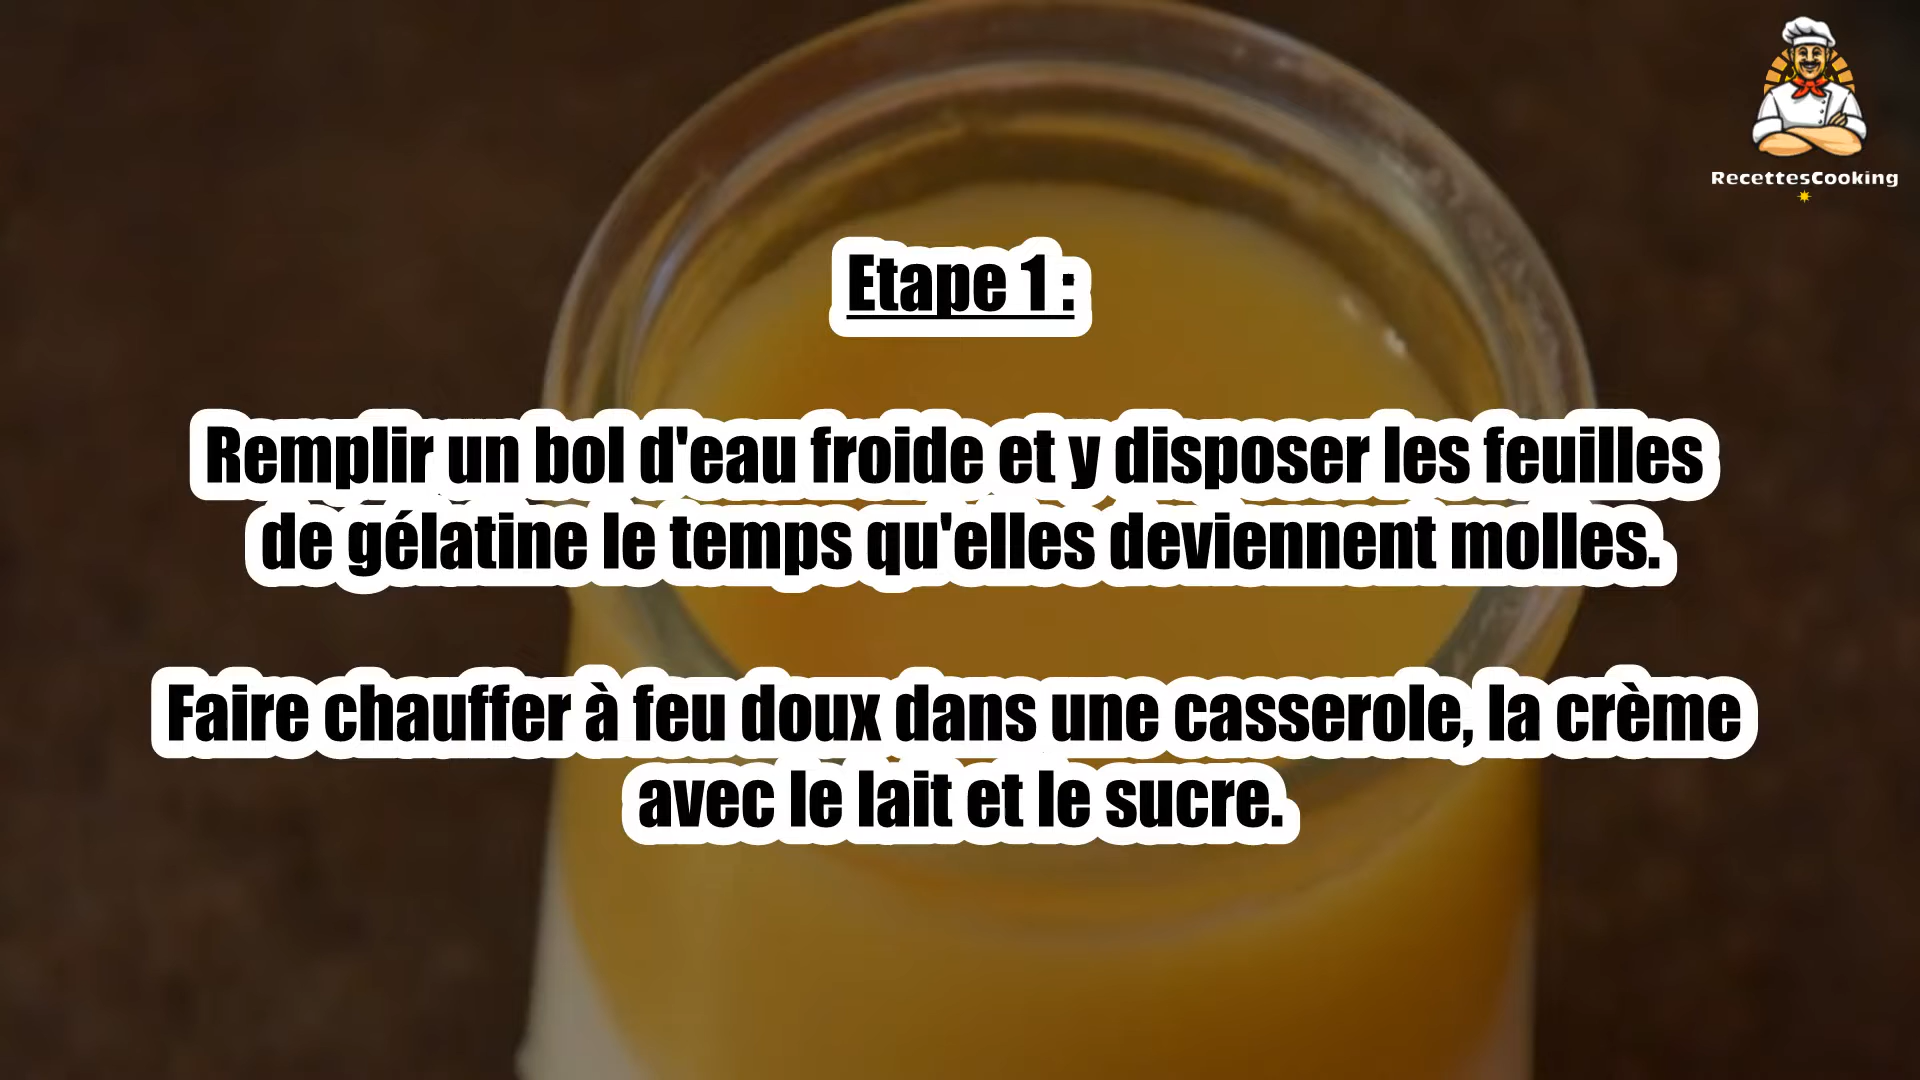 RecettesCooking
Etape 1 :
Remplir un bol d'eau froide et y disposer les feuilles
de gélatine le temps qu'elles deviennent molles.
Faire chauffer à feu doux dans une casserole, la crème
avec le lait et le sucre.